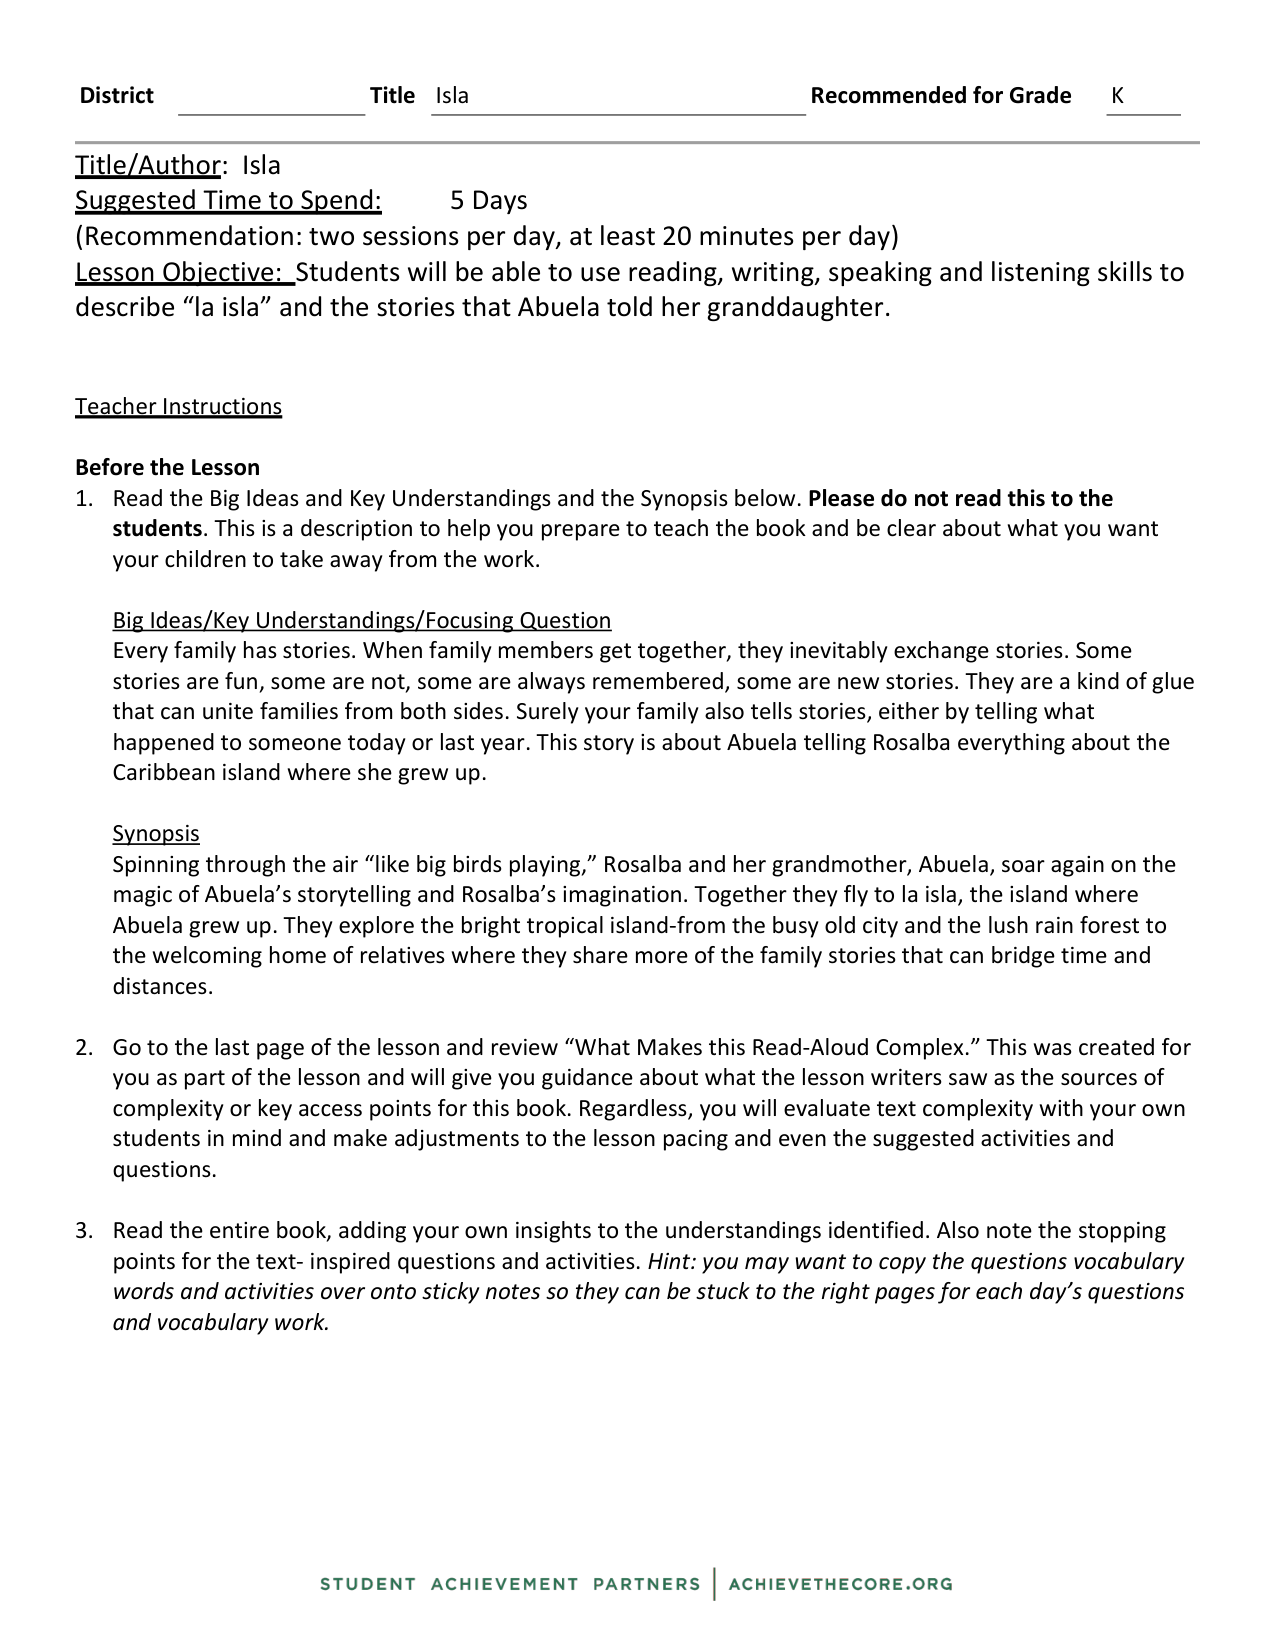 District Title Isla Recommended for Grade K
Title/Author: Isla
Suggested Time to Spend: 5 Days
(Recommendation: two sessions per day, at least 20 minutes per day)
Lesson Objective: Students will be able to use reading, writing, speaking and listening skills to
describe “la isla” and the stories that Abuela told her granddaughter.
Teacher Instructions
Before the Lesson
1. Read the Big Ideas and Key Understandings and the Synopsis below. Please do not read this to the
students. This is a description to help you prepare to teach the book and be clear about what you want
your children to take away from the work.
Big Ideas/Key Understandings/Focusing Question
Every family has stories. When family members get together, they inevitably exchange stories. Some
stories are fun, some are not, some are always remembered, some are new stories. They are a kind of glue
that can unite families from both sides. Surely your family also tells stories, either by telling what
happened to someone today or last year. This story is about Abuela telling Rosalba everything about the
Caribbean island where she grew up.
Synopsis
Spinning through the air “like big birds playing,” Rosalba and her grandmother, Abuela, soar again on the
magic of Abuela’s storytelling and Rosalba’s imagination. Together they fly to la isla, the island where
Abuela grew up. They explore the bright tropical island-from the busy old city and the lush rain forest to
the welcoming home of relatives where they share more of the family stories that can bridge time and
distances.
2. Go to the last page of the lesson and review “What Makes this Read-Aloud Complex.” This was created for
you as part of the lesson and will give you guidance about what the lesson writers saw as the sources of
complexity or key access points for this book. Regardless, you will evaluate text complexity with your own
students in mind and make adjustments to the lesson pacing and even the suggested activities and
questions.
3. Read the entire book, adding your own insights to the understandings identified. Also note the stopping
points for the text- inspired questions and activities. Hint: you may want to copy the questions vocabulary
words and activities over onto sticky notes so they can be stuck to the right pages for each day’s questions
and vocabulary work.
STUDENT ACHIEVEMENT PARTNERS | ACHIEVETHECORE.ORG